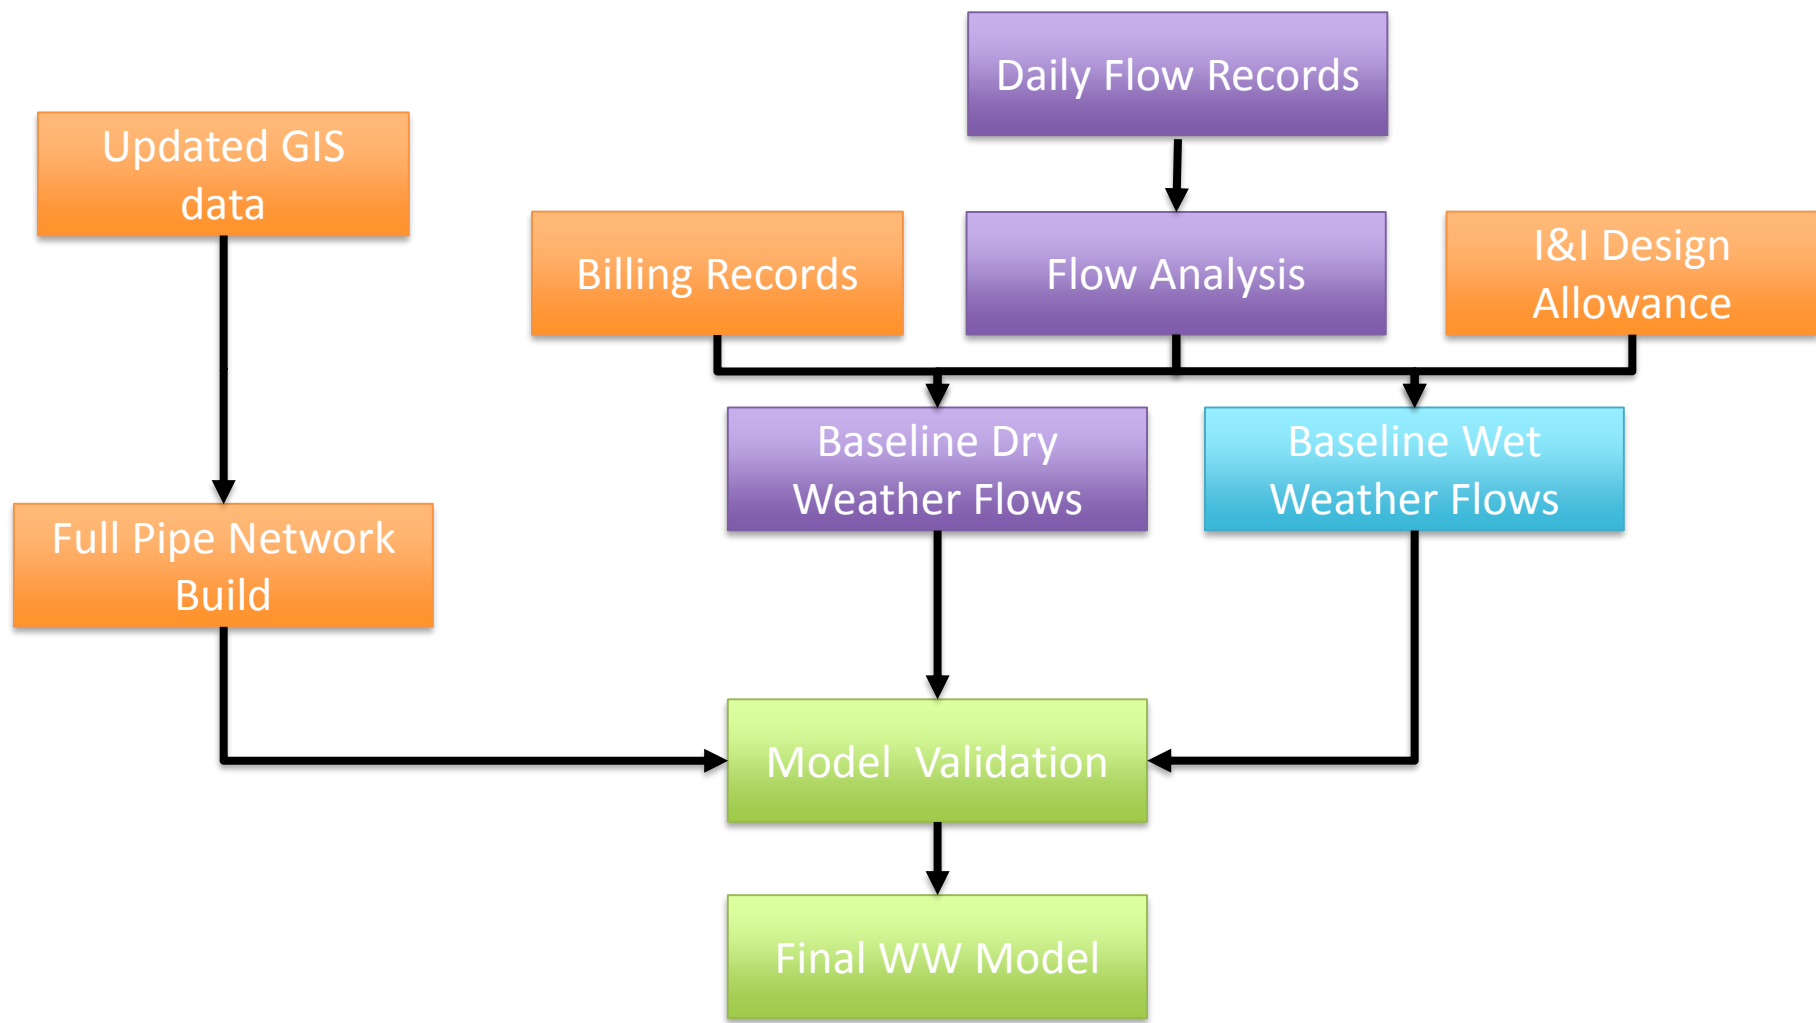 Daily Flow Records
Updated GIS
data
Billing Records
Flow Analysis
I&I Design
Allowance
Baseline Dry
Weather Flows
Baseline Wet
Weather Flows
Full Pipe Network
Build
Model  Validation
Final WW Model